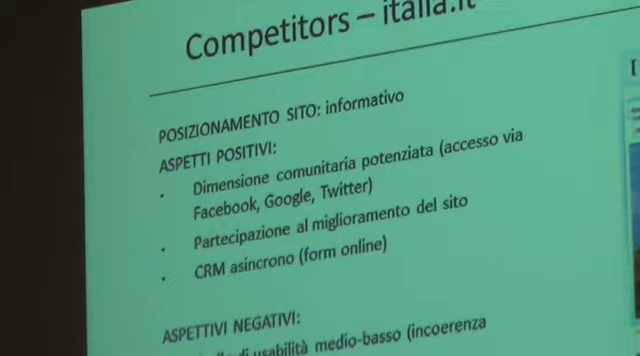 Competitors – italia.it
POSIZIONAMENTO SITO: informativo
ASPETTI POSITIVI:
• Dimensione comunitaria potenziata (accesso via
Facebook, Google, Twitter)
• Partecipazione al miglioramento del sito
• CRM asincrono (form online)
ASPETTIVI NEGATIVI:
di usabilità medio-basso (incoerenza